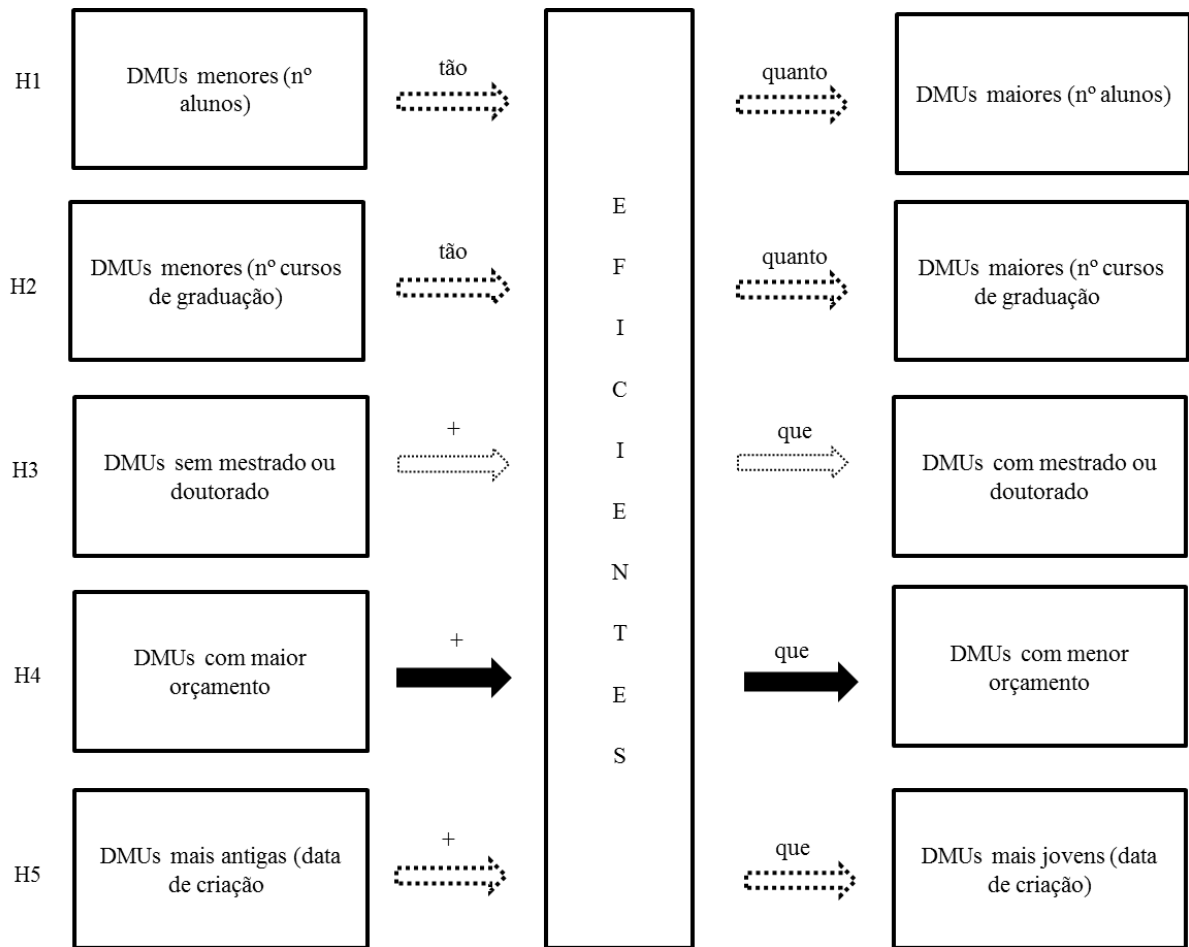 H1
DMUs menores (nº
alunos)
tão
quanto
DMUs maiores (nº alunos)
H2
DMUs menores (nº cursos
de graduação)
tão
quanto
DMUs maiores (nº cursos
de graduação
H3
DMUs sem mestrado ou
doutorado
+
que
DMUs com mestrado ou
doutorado
H4
DMUs com maior
orçamento
+
que
DMUs com menor
orçamento
H5
DMUs mais antigas (data
de criação
+
que
DMUs mais jovens (data
de criação)
E
F
I
C
I
E
N
T
E
S